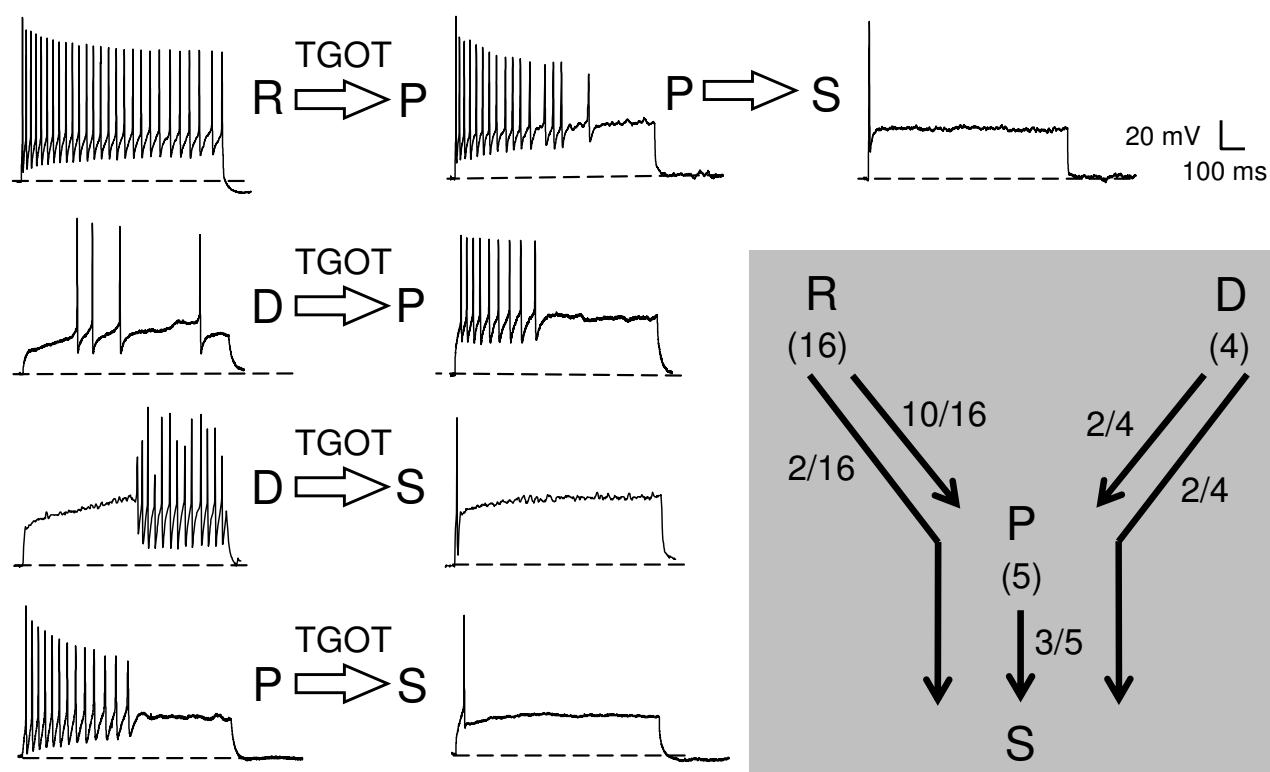 TGOT
R P
P S
20 mV
100 ms
TGOT
D P
TGOT
D S
TGOT
P S
R D
(16) (4)
10/16 2/4
2/16 2/4
P
(5)
3/5
S